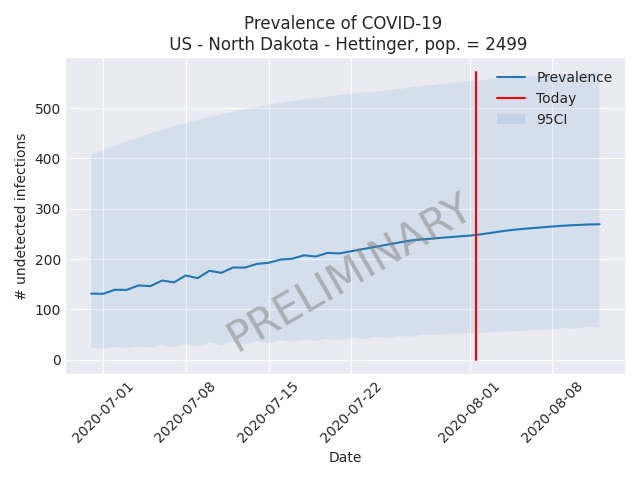 Prevalence of COVID-19
US - North Dakota - Hettinger, pop. = 2499
Prevalence
Today
95CI
500
400
300
200
100
0
# undetected infections
PRELIMINARY
2020-07-01
2020-07-08
2020-07-15
2020-07-22
2020-08-01
2020-08-08
Date